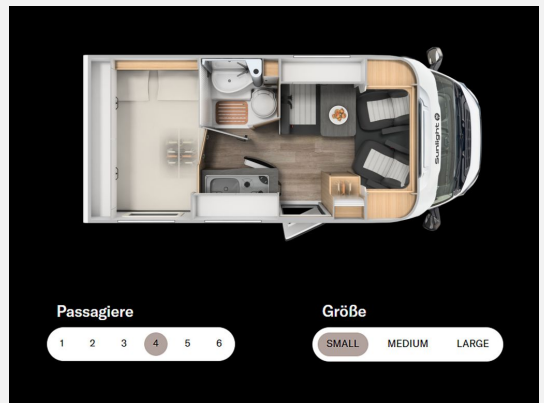 Sunlight
Passagiere
Größe
1 2 3 4 5 6
SMALL MEDIUM LARGE